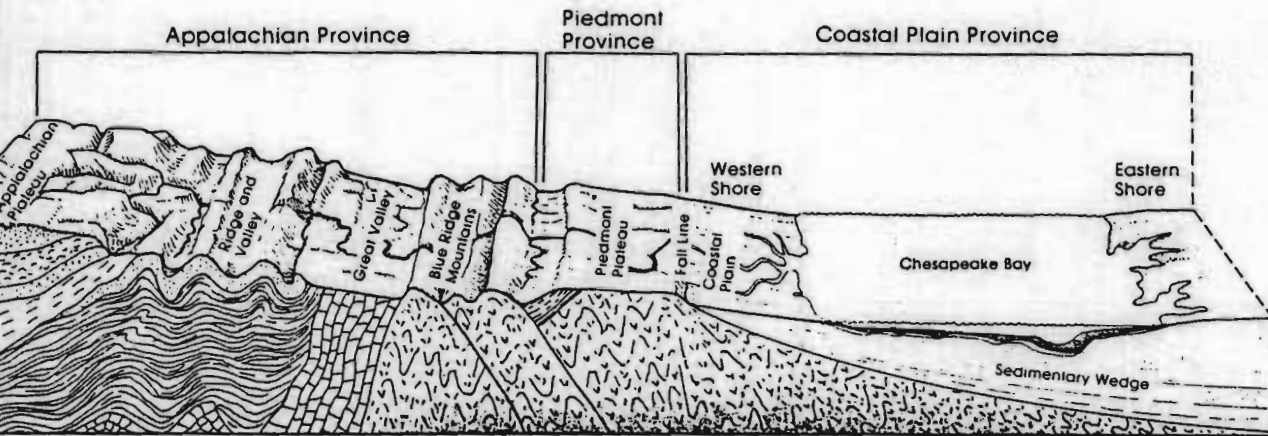 Appalachian Province
Piedmont
Province
Coastal Plain Province
Western
Shore
Eastern
Shore
Appalachian
Plateau
Ridge and
Valley
Great Valley
Blue Ridge
Mountains
Piedmont
Plateau
Fall Line
Coastal
Plain
Chesapeake Bay
Sedimentary Wedge